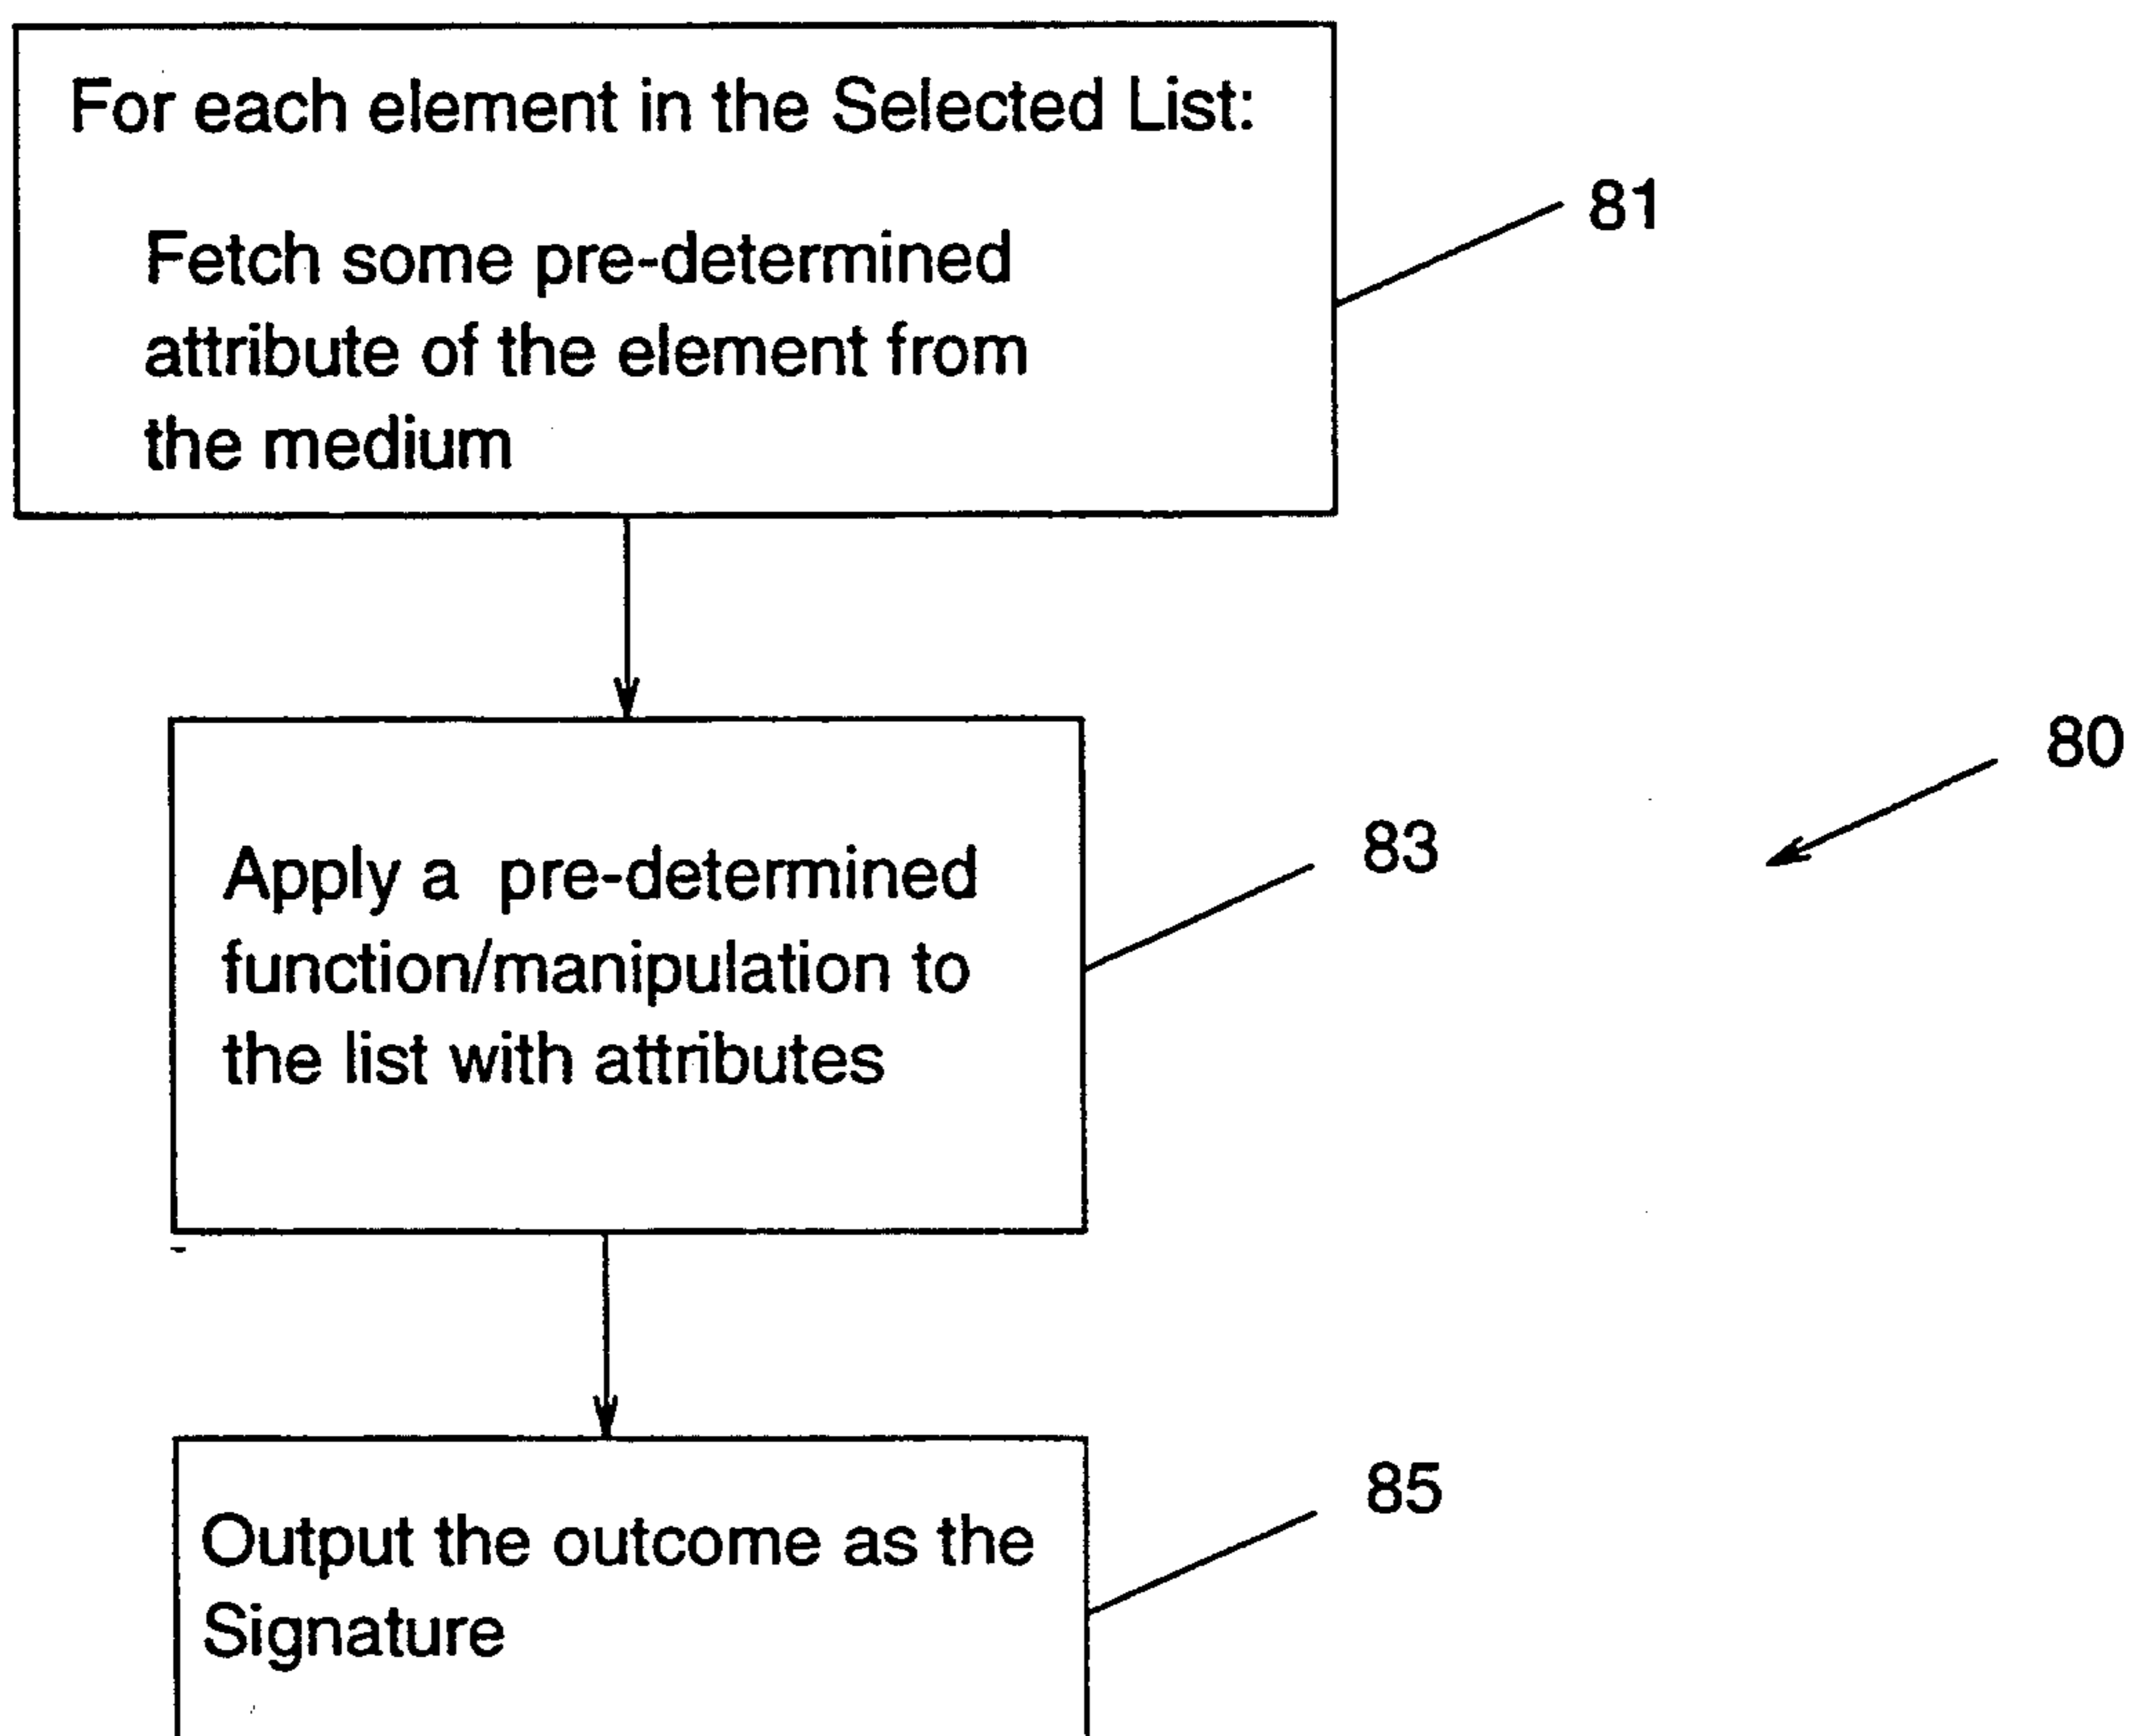 For each element in the Selected List:
Fetch some pre-determined
attribute of the element from
the medium
81
80
Apply a pre-determined
function/manipulation to
the list with attributes
83
Output the outcome as the
Signature
85